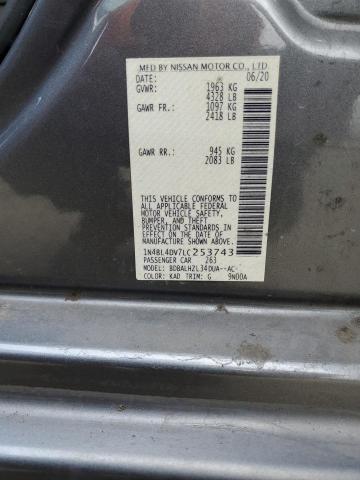 MFD BY NISSAN MOTOR CO., LTD.
DATE: 06/20
GVWR: 1963 KG
4328 LB
GAWR FR.: 1097 KG
2418 LB
GAWR RR.: 945 KG
2083 LB
THIS VEHICLE CONFORMS TO
ALL APPLICABLE FEDERAL
MOTOR VEHICLE SAFETY,
BUMPER, AND THEFT
PREVENTION STANDARDS IN
EFFECT ON THE DATE OF
MANUFACTURE SHOWN ABOVE.
1N4BL4DV7LC253743
PASSENGER CAR 263
MODEL: BDBALHZL34DUA--AC-
COLOR: KAD TRIM: G 9N00A